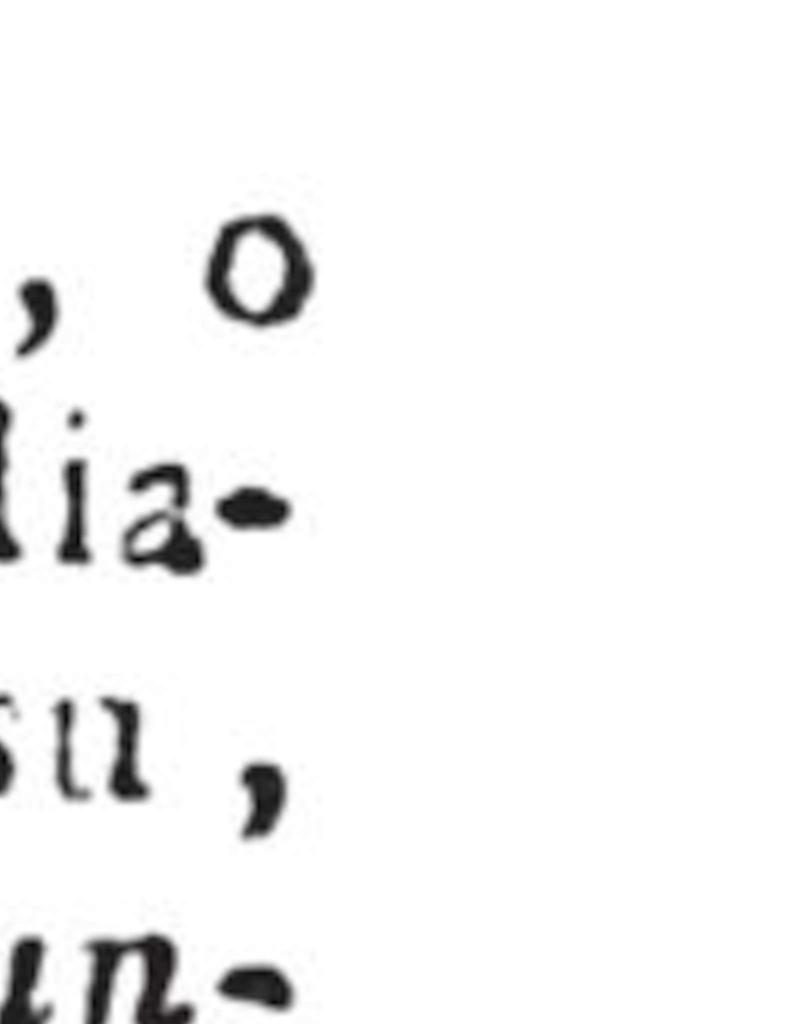 , o
lia-
su ,
un-